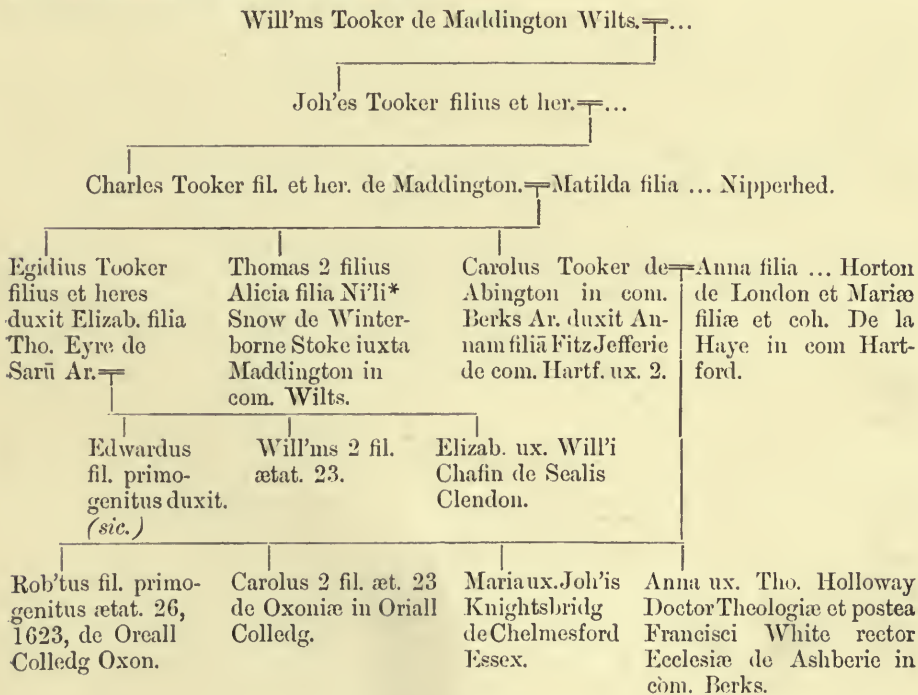 Will'ms Tooker de Maddington Wilts.=...
Joh'es Tooker filius et her.=...
Charles Tooker fil. et her. de Maddington.=Matilda filia ... Nipperhed.
Egidius Tooker
filius et heres
duxit Elizab. filia
Tho. Eyre de
Sarū Ar.=
Thomas 2 filius
Alicia filia Ni'li*
Snow de Winter-
borne Stoke iuxta
Maddington in
com. Wilts.
Carolus Tooker de=
Abington in com.
Berks Ar. duxit An-
nam filiā FitzJefferie
de com. Hartf. ux. 2.
Anna filia ... Horton
de London et Mariæ
filiæ et coh. De la
Haye in com Hart-
ford.
Edwardus
fil. primo-
genitus duxit.
(sic.)
Will'ms 2 fil.
ætat. 23.
Elizab. ux. Will'i
Chafin de Sealis
Clendon.
Rob'tus fil. primo-
genitus ætat. 26,
1623, de Oreall
Colledg Oxon.
Carolus 2 fil. æt. 23
de Oxoniæ in Oriall
Colledg.
Maria ux. Joh'is
Knightsbridg
de Chelmesford
Essex.
Anna ux. Tho. Holloway
Doctor Theologiæ et postea
Francisci White rector
Ecclesiæ de Ashberie in
com. Berks.